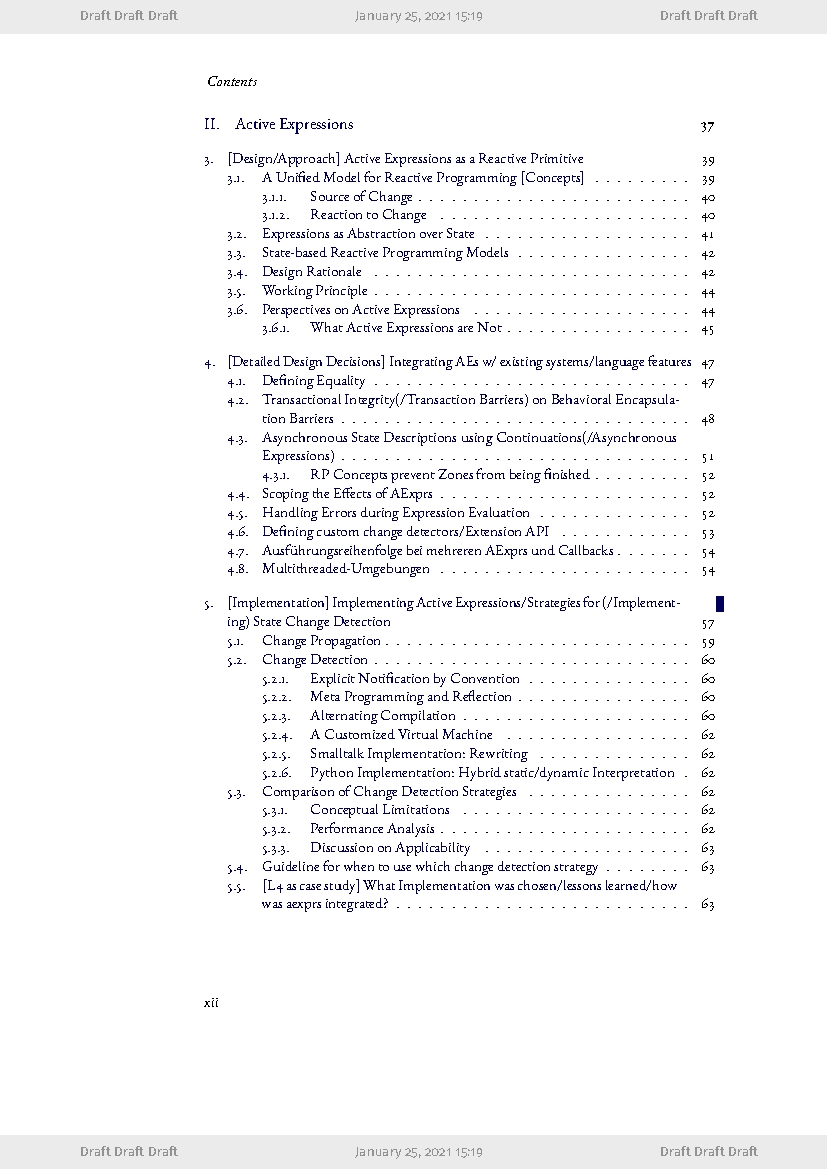 Draft Draft Draft January 25, 2021 15:19 Draft Draft Draft
Contents
II. Active Expressions 37
3. [Design/Approach] Active Expressions as a Reactive Primitive 39
3.1. A Unified Model for Reactive Programming [Concepts] . . . . . . . . . 39
3.1.1. Source of Change . . . . . . . . . . . . . . . . . . . . . . . . . 40
3.1.2. Reaction to Change . . . . . . . . . . . . . . . . . . . . . . . 40
3.2. Expressions as Abstraction over State . . . . . . . . . . . . . . . . . . . 41
3.3. State-based Reactive Programming Models . . . . . . . . . . . . . . . . 42
3.4. Design Rationale . . . . . . . . . . . . . . . . . . . . . . . . . . . . . 42
3.5. Working Principle . . . . . . . . . . . . . . . . . . . . . . . . . . . . . 44
3.6. Perspectives on Active Expressions . . . . . . . . . . . . . . . . . . . . 44
3.6.1. What Active Expressions are Not . . . . . . . . . . . . . . . . . 45
4. [Detailed Design Decisions] Integrating AEs w/ existing systems/language features 47
4.1. Defining Equality . . . . . . . . . . . . . . . . . . . . . . . . . . . . . 47
4.2. Transactional Integrity(/Transaction Barriers) on Behavioral Encapsula-
tion Barriers . . . . . . . . . . . . . . . . . . . . . . . . . . . . . . . . 48
4.3. Asynchronous State Descriptions using Continuations(/Asynchronous
Expressions) . . . . . . . . . . . . . . . . . . . . . . . . . . . . . . . . 51
4.3.1. RP Concepts prevent Zones from being finished . . . . . . . . . 52
4.4. Scoping the Effects of AExprs . . . . . . . . . . . . . . . . . . . . . . . 52
4.5. Handling Errors during Expression Evaluation . . . . . . . . . . . . . . 52
4.6. Defining custom change detectors/Extension API . . . . . . . . . . . . 53
4.7. Ausführungsreihenfolge bei mehreren AExprs und Callbacks . . . . . . . 54
4.8. Multithreaded-Umgebungen . . . . . . . . . . . . . . . . . . . . . . . 54
5. [Implementation] Implementing Active Expressions/Strategies for (/Implement-
ing) State Change Detection 57
5.1. Change Propagation . . . . . . . . . . . . . . . . . . . . . . . . . . . . 59
5.2. Change Detection . . . . . . . . . . . . . . . . . . . . . . . . . . . . . 60
5.2.1. Explicit Notification by Convention . . . . . . . . . . . . . . . 60
5.2.2. Meta Programming and Reflection . . . . . . . . . . . . . . . . 60
5.2.3. Alternating Compilation . . . . . . . . . . . . . . . . . . . . . 60
5.2.4. A Customized Virtual Machine . . . . . . . . . . . . . . . . . 62
5.2.5. Smalltalk Implementation: Rewriting . . . . . . . . . . . . . . 62
5.2.6. Python Implementation: Hybrid static/dynamic Interpretation . 62
5.3. Comparison of Change Detection Strategies . . . . . . . . . . . . . . . 62
5.3.1. Conceptual Limitations . . . . . . . . . . . . . . . . . . . . . 62
5.3.2. Performance Analysis . . . . . . . . . . . . . . . . . . . . . . . 62
5.3.3. Discussion on Applicability . . . . . . . . . . . . . . . . . . . 63
5.4. Guideline for when to use which change detection strategy . . . . . . . . 63
5.5. [L4 as case study] What Implementation was chosen/lessons learned/how
was aexprs integrated? . . . . . . . . . . . . . . . . . . . . . . . . . . . 63
xii
Draft Draft Draft January 25, 2021 15:19 Draft Draft Draft